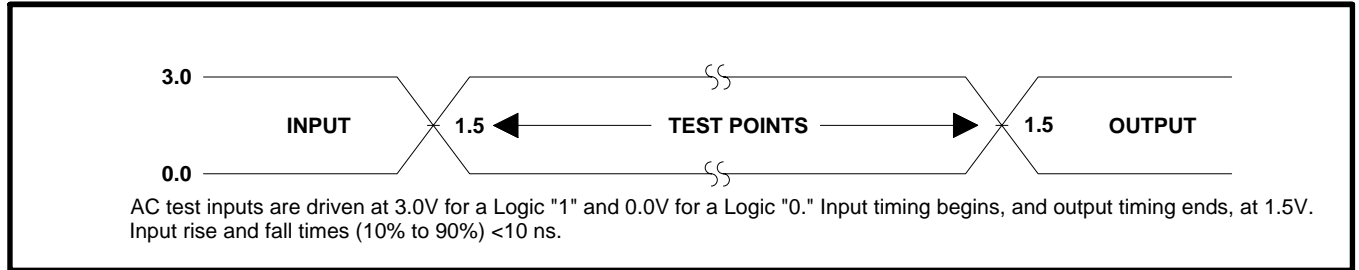 3.0
INPUT 1.5 TEST POINTS 1.5 OUTPUT
0.0
AC test inputs are driven at 3.0V for a Logic "1" and 0.0V for a Logic "0." Input timing begins, and output timing ends, at 1.5V.
Input rise and fall times (10% to 90%) <10 ns.